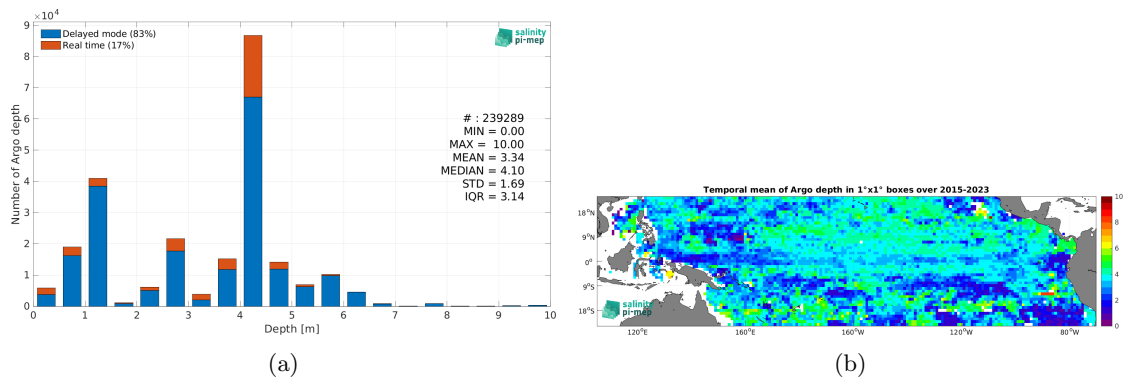 ×10⁴
9
8
7
6
5
4
3
2
1
0
Number of Argo depth
Delayed mode (83%)
Real time (17%)
salinity
pi-mep
# : 239289
MIN = 0.00
MAX = 10.00
MEAN = 3.34
MEDIAN = 4.10
STD = 1.69
IQR = 3.14
0 1 2 3 4 5 6 7 8 9 10
Depth [m]
(a)
Temporal mean of Argo depth in 1°x1° boxes over 2015-2023
18°N
9°N
0°
9°S
18°S
salinity
pi-mep
120°E 160°E 160°W 120°W 80°W
10
8
6
4
2
0
(b)